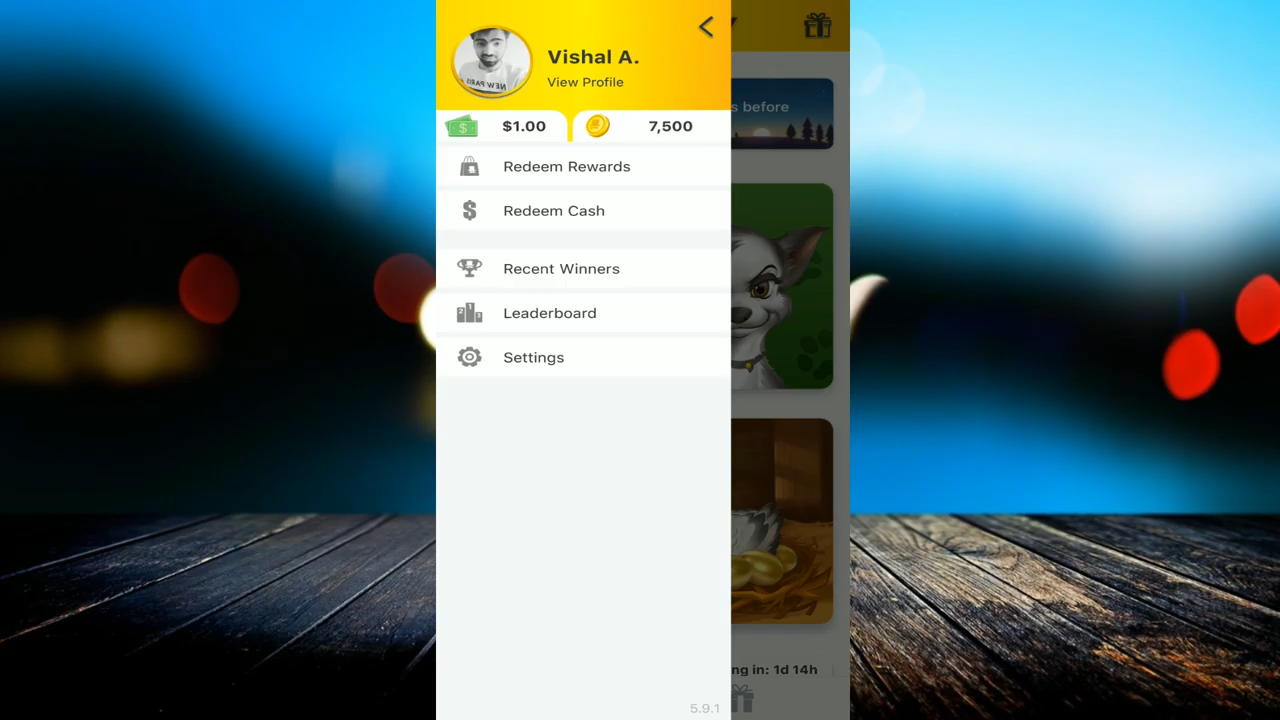 Vishal A.
View Profile
$1.00
7,500
Redeem Rewards
Redeem Cash
Recent Winners
Leaderboard
Settings
5.9.1
s before
ng in: 1d 14h